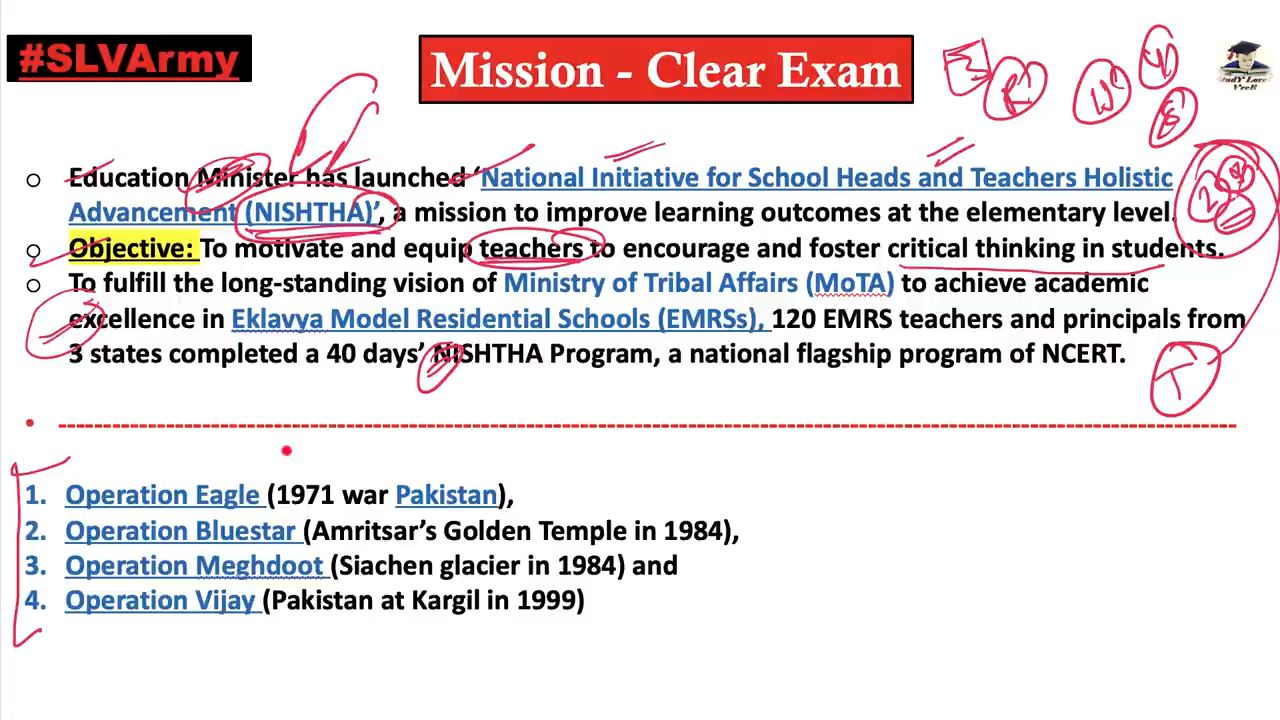 #SLVArmy
Mission - Clear Exam
StudY Lover
VeeR
Education Minister has launched ‘National Initiative for School Heads and Teachers Holistic
Advancement (NISHTHA)’, a mission to improve learning outcomes at the elementary level.
Objective: To motivate and equip teachers to encourage and foster critical thinking in students.
To fulfill the long-standing vision of Ministry of Tribal Affairs (MoTA) to achieve academic
excellence in Eklavya Model Residential Schools (EMRSs), 120 EMRS teachers and principals from
3 states completed a 40 days’ NISHTHA Program, a national flagship program of NCERT.
1. Operation Eagle (1971 war Pakistan),
2. Operation Bluestar (Amritsar’s Golden Temple in 1984),
3. Operation Meghdoot (Siachen glacier in 1984) and
4. Operation Vijay (Pakistan at Kargil in 1999)